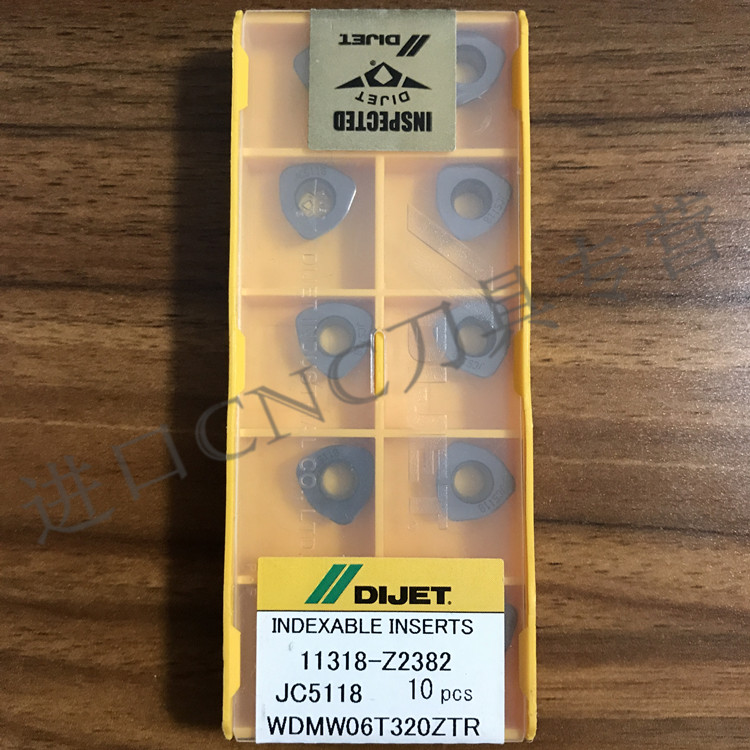 DIJET
DIJET
INSPECTED
进口CNC刀具专营
DIJET
INDEXABLE INSERTS
11318-Z2382
JC5118 10 pcs
WDMW06T320ZTR